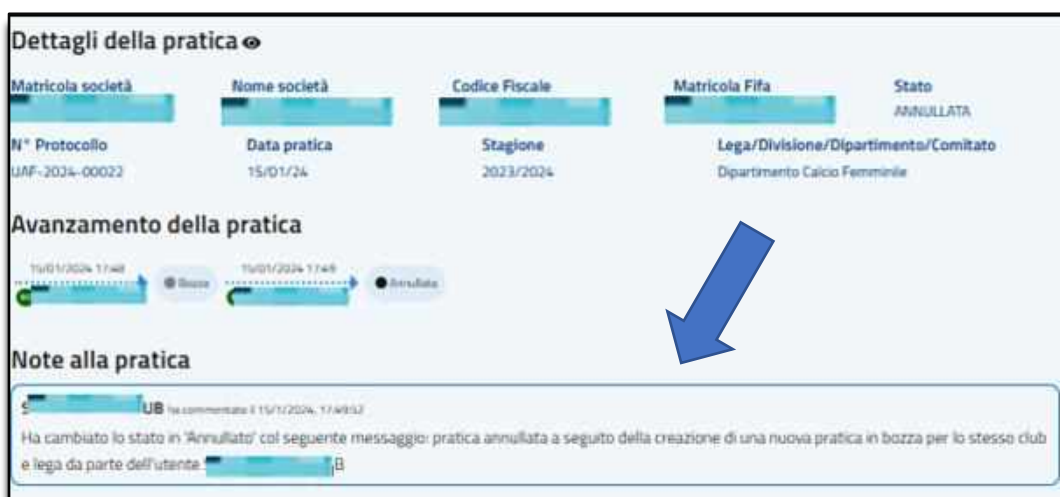 Dettagli della pratica
Matricola società Nome società Codice Fiscale Matricola Fifa Stato
ANNULLATA
N° Protocollo Data pratica Stagione Lega/Divisione/Dipartimento/Comitato
UAF-2024-00022 15/01/24 2023/2024 Dipartimento Calcio Femminile
Avanzamento della pratica
15/01/2024 17:48 Bozza 15/01/2024 17:49 Annullata
Note alla pratica
S UB ha commentato il 15/1/2024, 17:49:52
Ha cambiato lo stato in 'Annullato' col seguente messaggio: pratica annullata a seguito della creazione di una nuova pratica in bozza per lo stesso club
e lega da parte dell'utente B